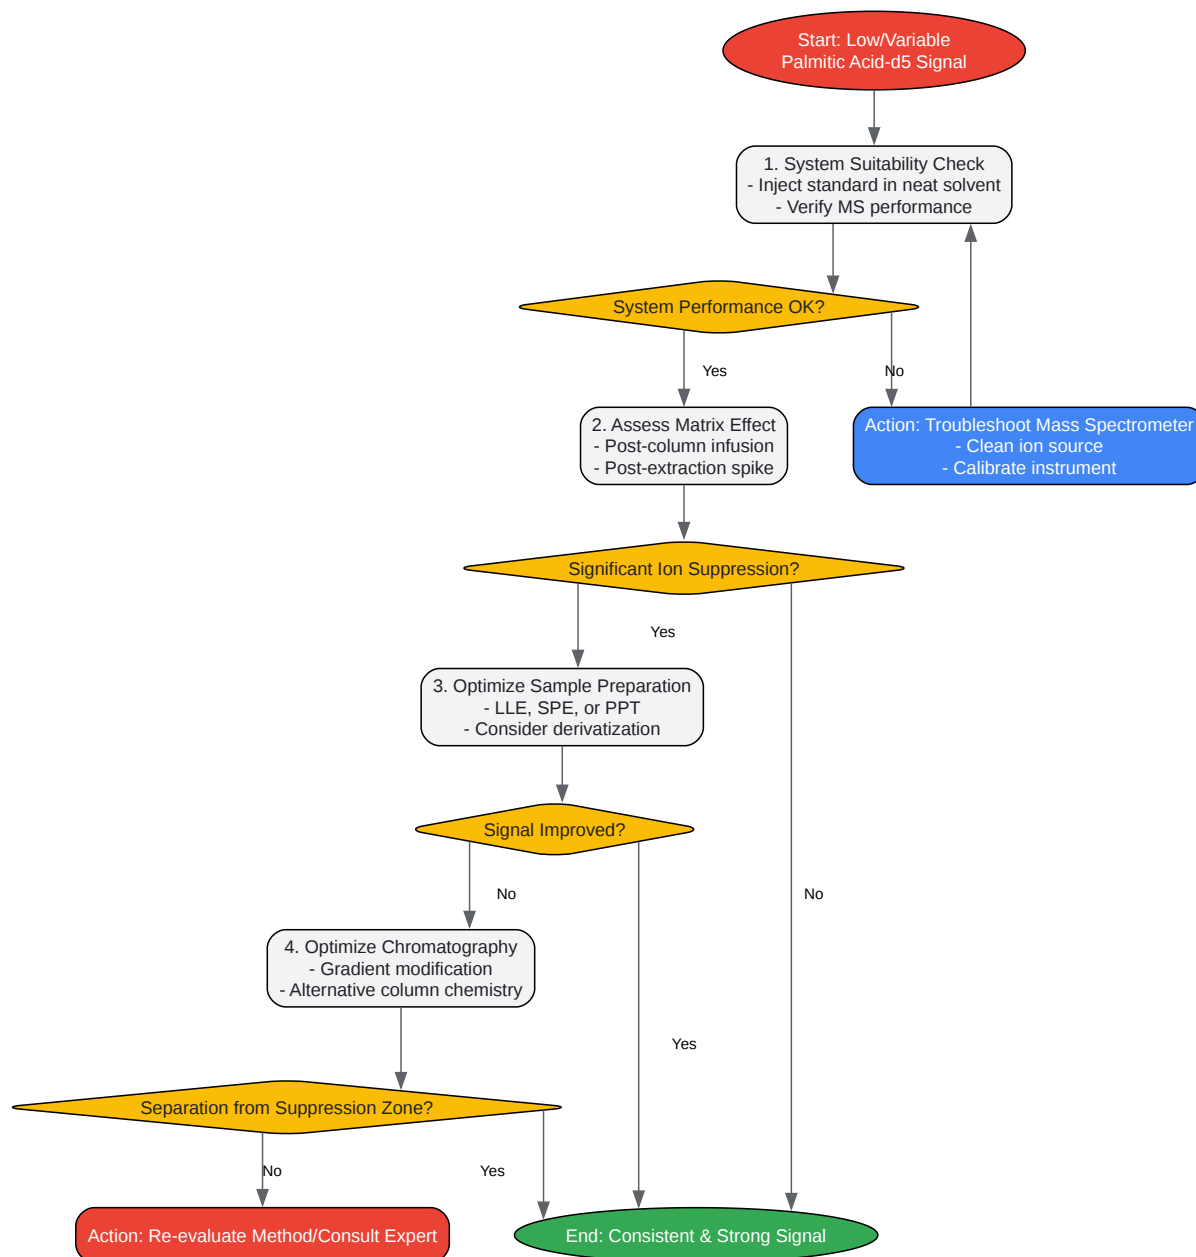 Start: Low/Variable
Palmitic Acid-d5 Signal
1. System Suitability Check
- Inject standard in neat solvent
- Verify MS performance
System Performance OK?
Yes
No
2. Assess Matrix Effect
- Post-column infusion
- Post-extraction spike
Action: Troubleshoot Mass Spectrometer
- Clean ion source
- Calibrate instrument
Significant Ion Suppression?
Yes
3. Optimize Sample Preparation
- LLE, SPE, or PPT
- Consider derivatization
Signal Improved?
No
No
4. Optimize Chromatography
- Gradient modification
- Alternative column chemistry
Yes
Separation from Suppression Zone?
No
Yes
Action: Re-evaluate Method/Consult Expert
End: Consistent & Strong Signal